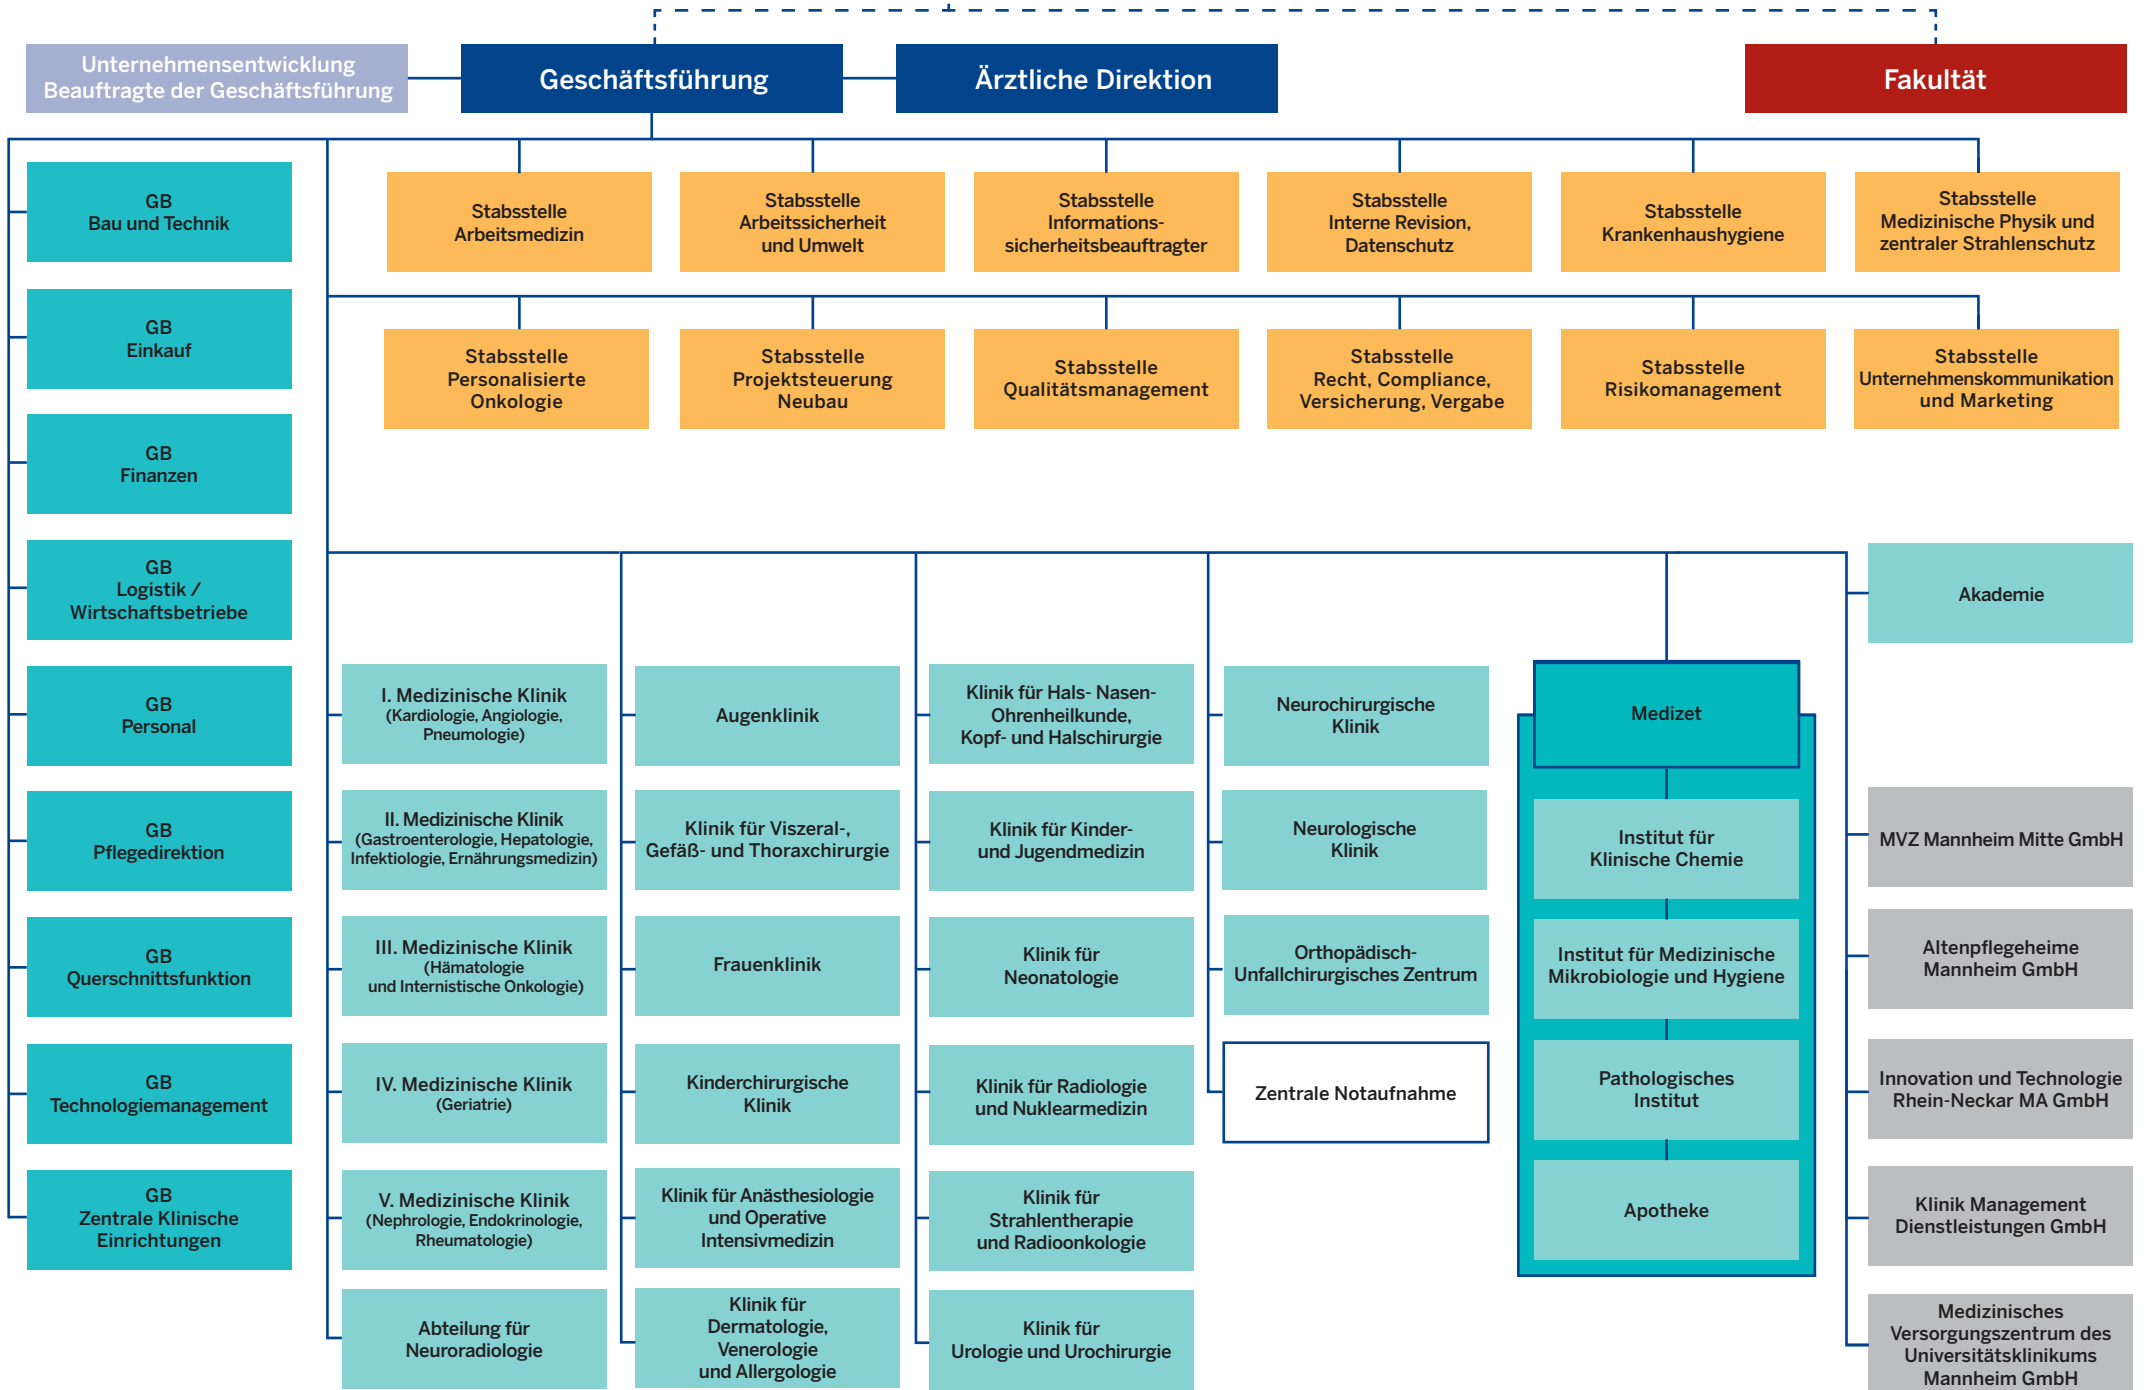 Unternehmensentwicklung
Beauftragte der Geschäftsführung
Geschäftsführung
Ärztliche Direktion
Fakultät
GB
Bau und Technik
GB
Einkauf
GB
Finanzen
GB
Logistik /
Wirtschaftsbetriebe
GB
Personal
GB
Pflegedirektion
GB
Querschnittsfunktion
GB
Technologiemanagement
GB
Zentrale Klinische
Einrichtungen
Stabsstelle
Arbeitsmedizin
Stabsstelle
Arbeitssicherheit
und Umwelt
Stabsstelle
Informations-
sicherheitsbeauftragter
Stabsstelle
Interne Revision,
Datenschutz
Stabsstelle
Krankenhaushygiene
Stabsstelle
Medizinische Physik und
zentraler Strahlenschutz
Stabsstelle
Personalisierte
Onkologie
Stabsstelle
Projektsteuerung
Neubau
Stabsstelle
Qualitätsmanagement
Stabsstelle
Recht, Compliance,
Versicherung, Vergabe
Stabsstelle
Risikomanagement
Stabsstelle
Unternehmenskommunikation
und Marketing
I. Medizinische Klinik
(Kardiologie, Angiologie,
Pneumologie)
II. Medizinische Klinik
(Gastroenterologie, Hepatologie,
Infektiologie, Ernährungsmedizin)
III. Medizinische Klinik
(Hämatologie
und Internistische Onkologie)
IV. Medizinische Klinik
(Geriatrie)
V. Medizinische Klinik
(Nephrologie, Endokrinologie,
Rheumatologie)
Abteilung für
Neuroradiologie
Augenklinik
Klinik für Viszeral-,
Gefäß- und Thoraxchirurgie
Frauenklinik
Kinderchirurgische
Klinik
Klinik für Anästhesiologie
und Operative
Intensivmedizin
Klinik für
Dermatologie,
Venerologie
und Allergologie
Klinik für Hals- Nasen-
Ohrenheilkunde,
Kopf- und Halschirurgie
Klinik für Kinder-
und Jugendmedizin
Klinik für
Neonatologie
Klinik für Radiologie
und Nuklearmedizin
Klinik für
Strahlentherapie
und Radioonkologie
Klinik für
Urologie und Urochirurgie
Neurochirurgische
Klinik
Neurologische
Klinik
Orthopädisch-
Unfallchirurgisches Zentrum
Zentrale Notaufnahme
Medizet
Institut für
Klinische Chemie
Institut für Medizinische
Mikrobiologie und Hygiene
Pathologisches
Institut
Apotheke
Akademie
MVZ Mannheim Mitte GmbH
Altenpflegeheime
Mannheim GmbH
Innovation und Technologie
Rhein-Neckar MA GmbH
Klinik Management
Dienstleistungen GmbH
Medizinisches
Versorgungszentrum des
Universitätsklinikums
Mannheim GmbH